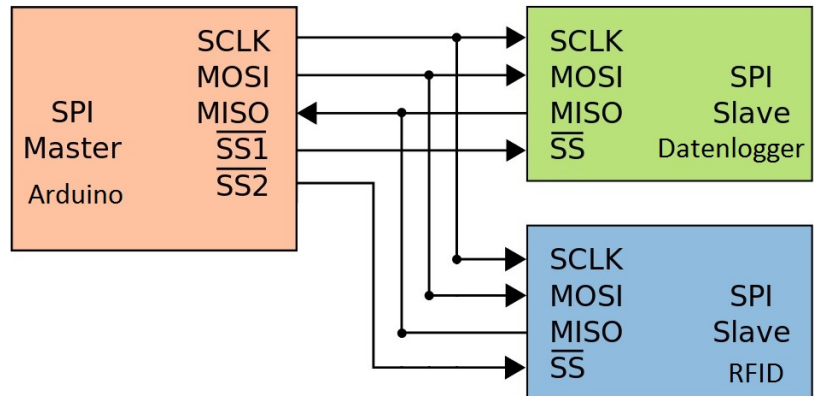 SCLK
MOSI
SPI MISO
Master SS1
Arduino SS2
SCLK
MOSI SPI
MISO Slave
SS Datenlogger
SCLK
MOSI SPI
MISO Slave
SS RFID